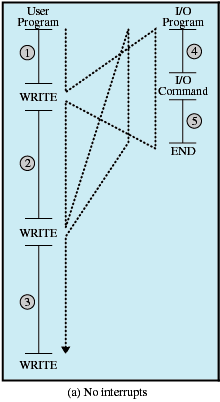 User
Program
I/O
Program
1
4
WRITE
I/O
Command
5
2
END
WRITE
3
WRITE
(a) No interrupts